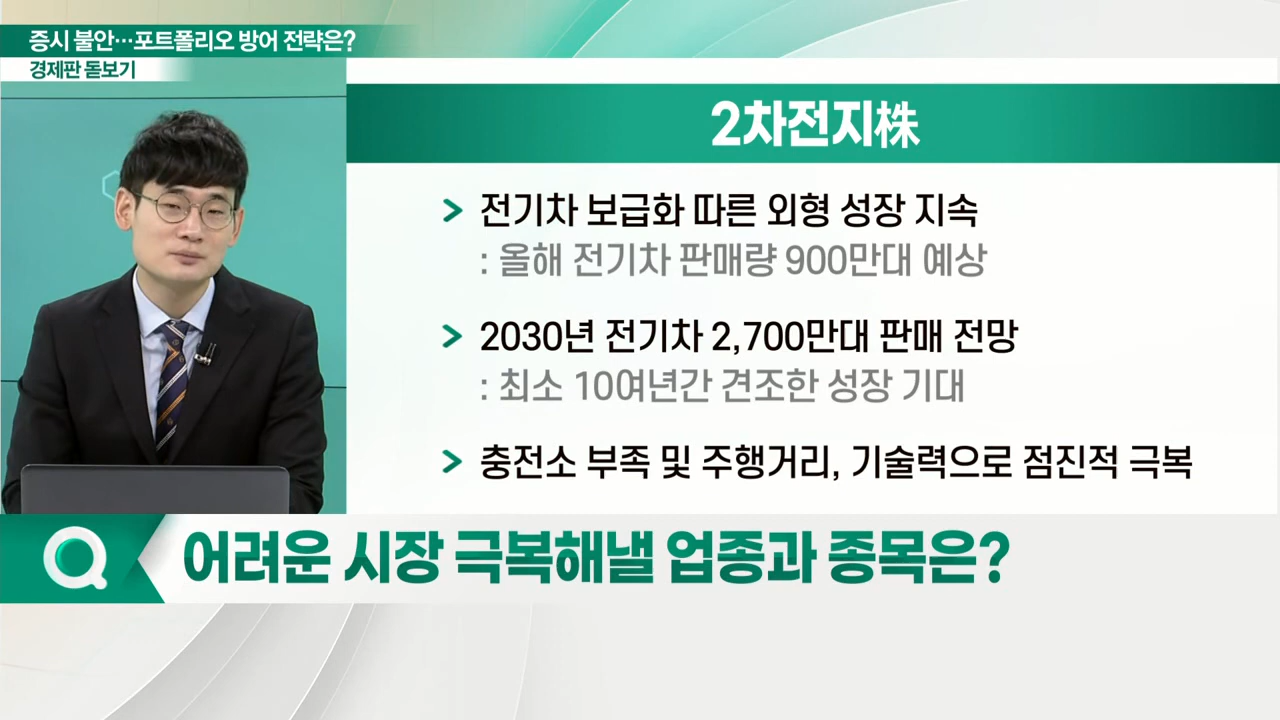 증시 불안…포트폴리오 방어 전략은?
경제판 돋보기
2차전지株
> 전기차 보급화 따른 외형 성장 지속
: 올해 전기차 판매량 900만대 예상
> 2030년 전기차 2,700만대 판매 전망
: 최소 10여년간 견조한 성장 기대
> 충전소 부족 및 주행거리, 기술력으로 점진적 극복
Q 어려운 시장 극복해낼 업종과 종목은?